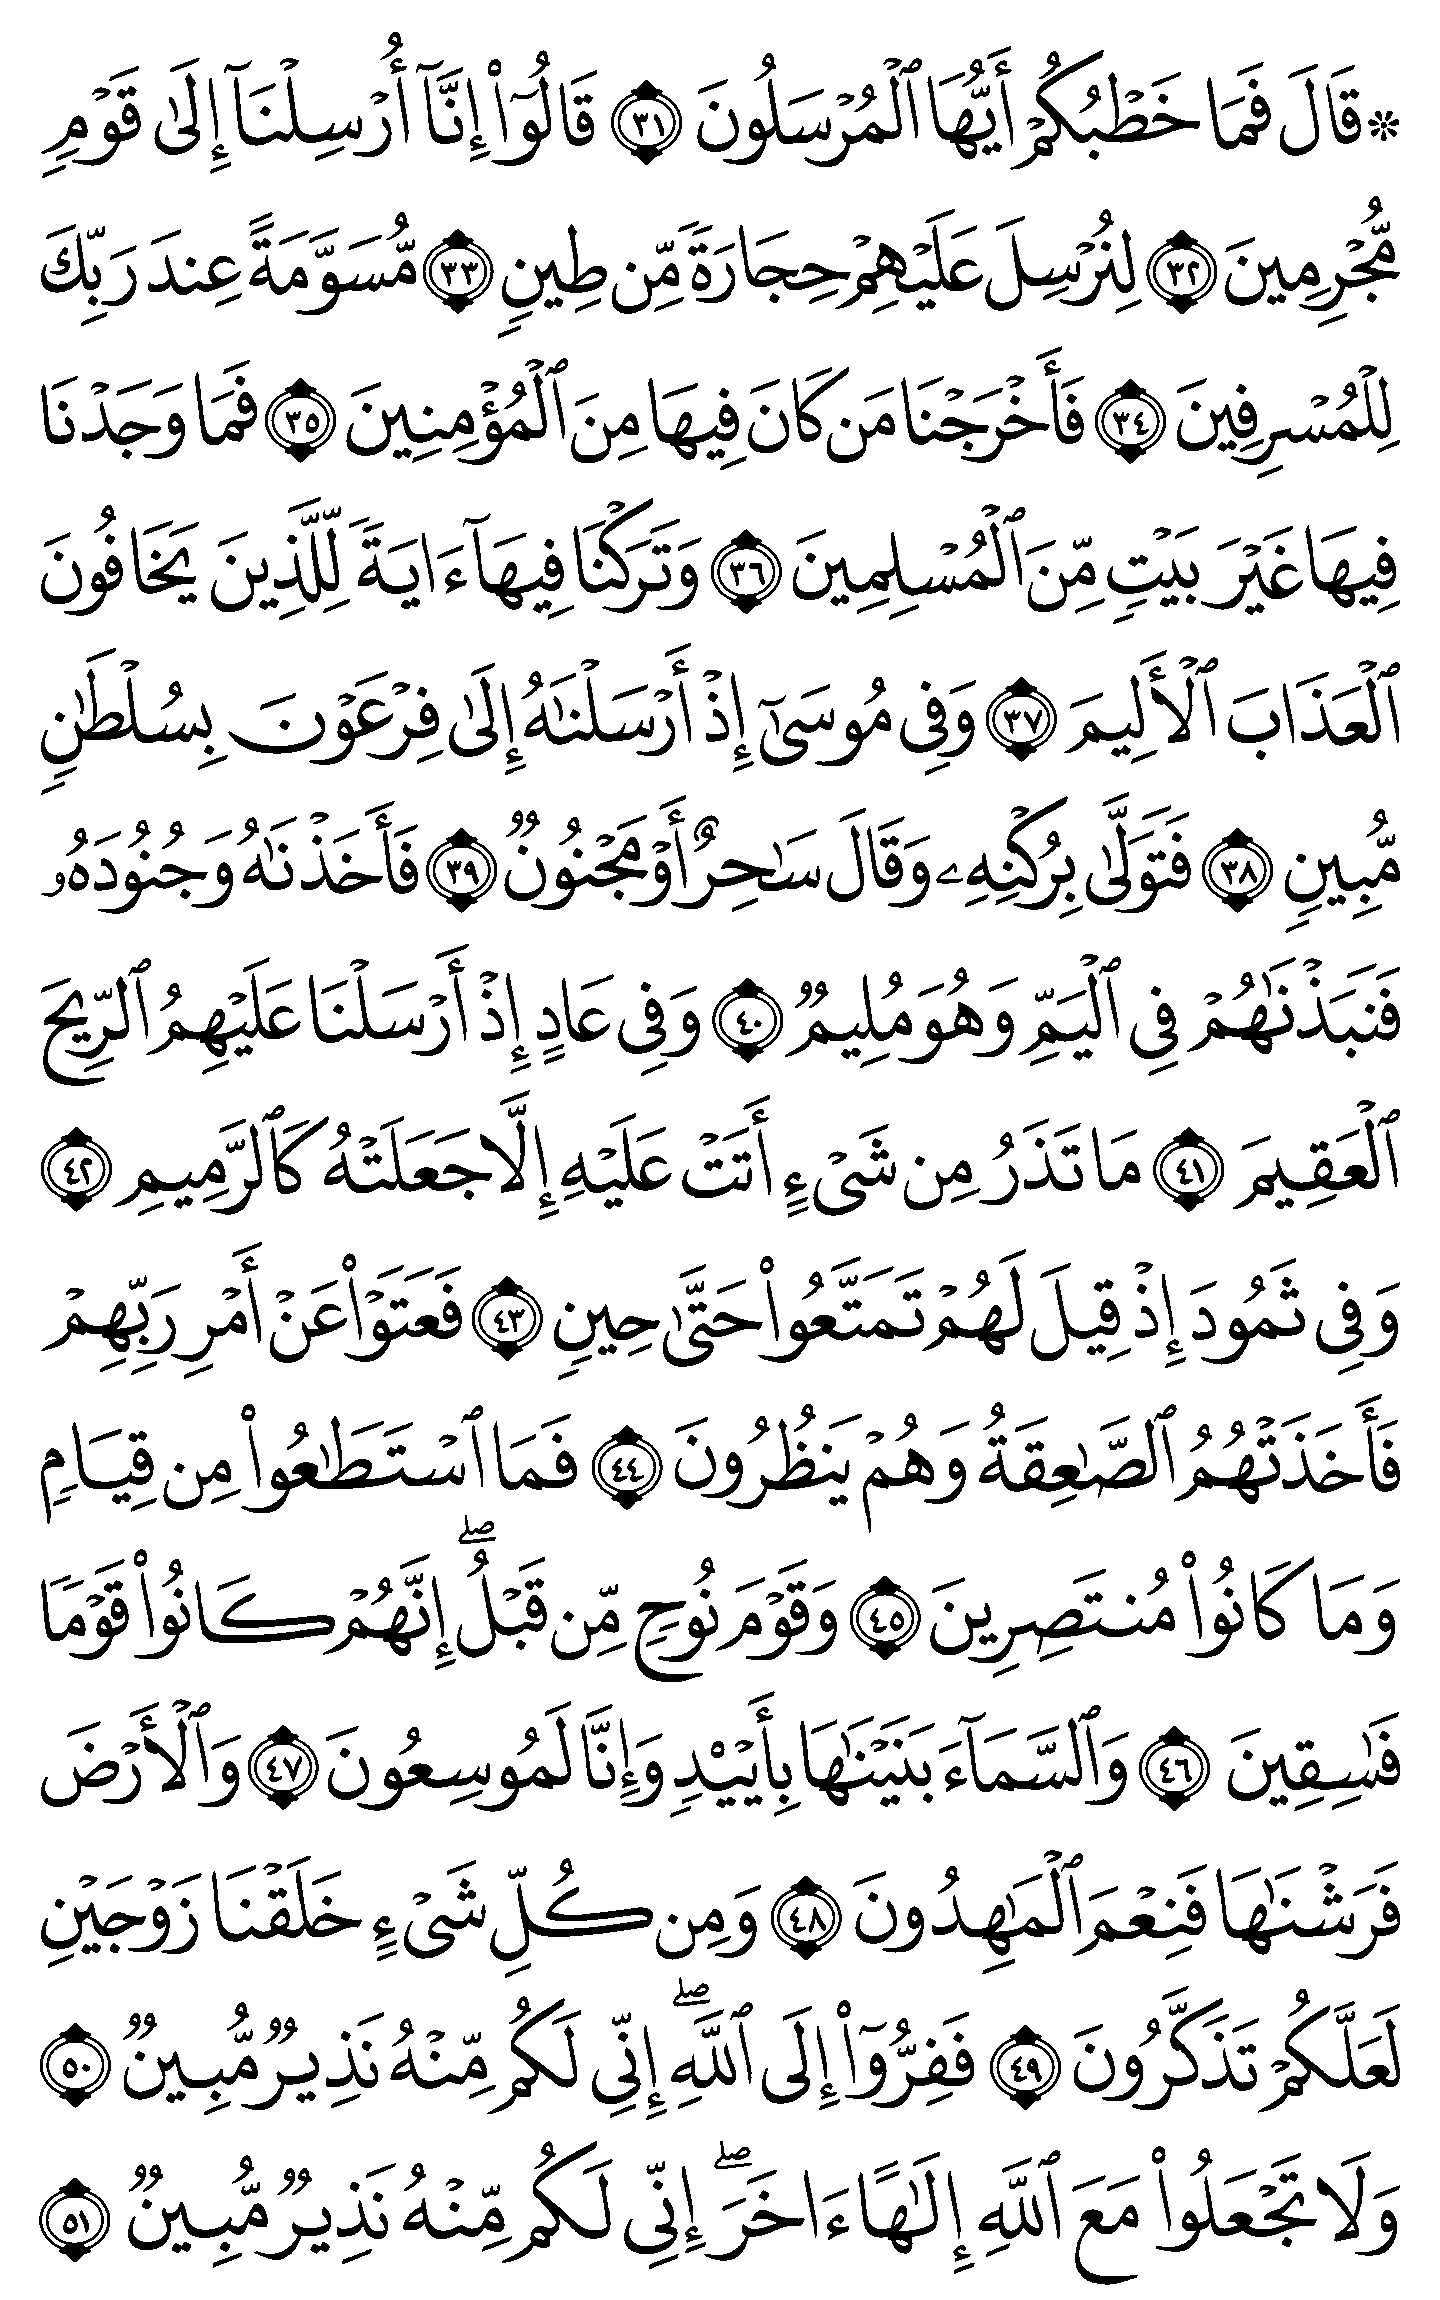 ۞ قَالَ فَمَا خَطْبُكُمْ أَيُّهَا ٱلْمُرْسَلُونَ ٣١ قَالُوٓا۟ إِنَّآ أُرْسِلْنَآ إِلَىٰ قَوْمٍ
مُّجْرِمِينَ ٣٢ لِنُرْسِلَ عَلَيْهِمْ حِجَارَةً مِّن طِينٍ ٣٣ مُّسَوَّمَةً عِندَ رَبِّكَ
لِلْمُسْرِفِينَ ٣٤ فَأَخْرَجْنَا مَن كَانَ فِيهَا مِنَ ٱلْمُؤْمِنِينَ ٣٥ فَمَا وَجَدْنَا
فِيهَا غَيْرَ بَيْتٍ مِّنَ ٱلْمُسْلِمِينَ ٣٦ وَتَرَكْنَا فِيهَآ ءَايَةً لِّلَّذِينَ يَخَافُونَ
ٱلْعَذَابَ ٱلْأَلِيمَ ٣٧ وَفِى مُوسَىٰٓ إِذْ أَرْسَلْنَٰهُ إِلَىٰ فِرْعَوْنَ بِسُلْطَٰنٍ
مُّبِينٍ ٣٨ فَتَوَلَّىٰ بِرُكْنِهِۦ وَقَالَ سَٰحِرٌ أَوْ مَجْنُونٌ ٣٩ فَأَخَذْنَٰهُ وَجُنُودَهُۥ
فَنَبَذْنَٰهُمْ فِى ٱلْيَمِّ وَهُوَ مُلِيمٌ ٤٠ وَفِى عَادٍ إِذْ أَرْسَلْنَا عَلَيْهِمُ ٱلرِّيحَ
ٱلْعَقِيمَ ٤١ مَا تَذَرُ مِن شَىْءٍ أَتَتْ عَلَيْهِ إِلَّا جَعَلَتْهُ كَٱلرَّمِيمِ ٤٢
وَفِى ثَمُودَ إِذْ قِيلَ لَهُمْ تَمَتَّعُوا۟ حَتَّىٰ حِينٍ ٤٣ فَعَتَوْا۟ عَنْ أَمْرِ رَبِّهِمْ
فَأَخَذَتْهُمُ ٱلصَّٰعِقَةُ وَهُمْ يَنظُرُونَ ٤٤ فَمَا ٱسْتَطَٰعُوا۟ مِن قِيَامٍ
وَمَا كَانُوا۟ مُنتَصِرِينَ ٤٥ وَقَوْمَ نُوحٍ مِّن قَبْلُ ۖ إِنَّهُمْ كَانُوا۟ قَوْمًا
فَٰسِقِينَ ٤٦ وَٱلسَّمَآءَ بَنَيْنَٰهَا بِأَيْي۟دٍ وَإِنَّا لَمُوسِعُونَ ٤٧ وَٱلْأَرْضَ
فَرَشْنَٰهَا فَنِعْمَ ٱلْمَٰهِدُونَ ٤٨ وَمِن كُلِّ شَىْءٍ خَلَقْنَا زَوْجَيْنِ
لَعَلَّكُمْ تَذَكَّرُونَ ٤٩ فَفِرُّوٓا۟ إِلَى ٱللَّهِ ۖ إِنِّى لَكُم مِّنْهُ نَذِيرٌ مُّبِينٌ ٥٠
وَلَا تَجْعَلُوا۟ مَعَ ٱللَّهِ إِلَٰهًا ءَاخَرَ ۖ إِنِّى لَكُم مِّنْهُ نَذِيرٌ مُّبِينٌ ٥١